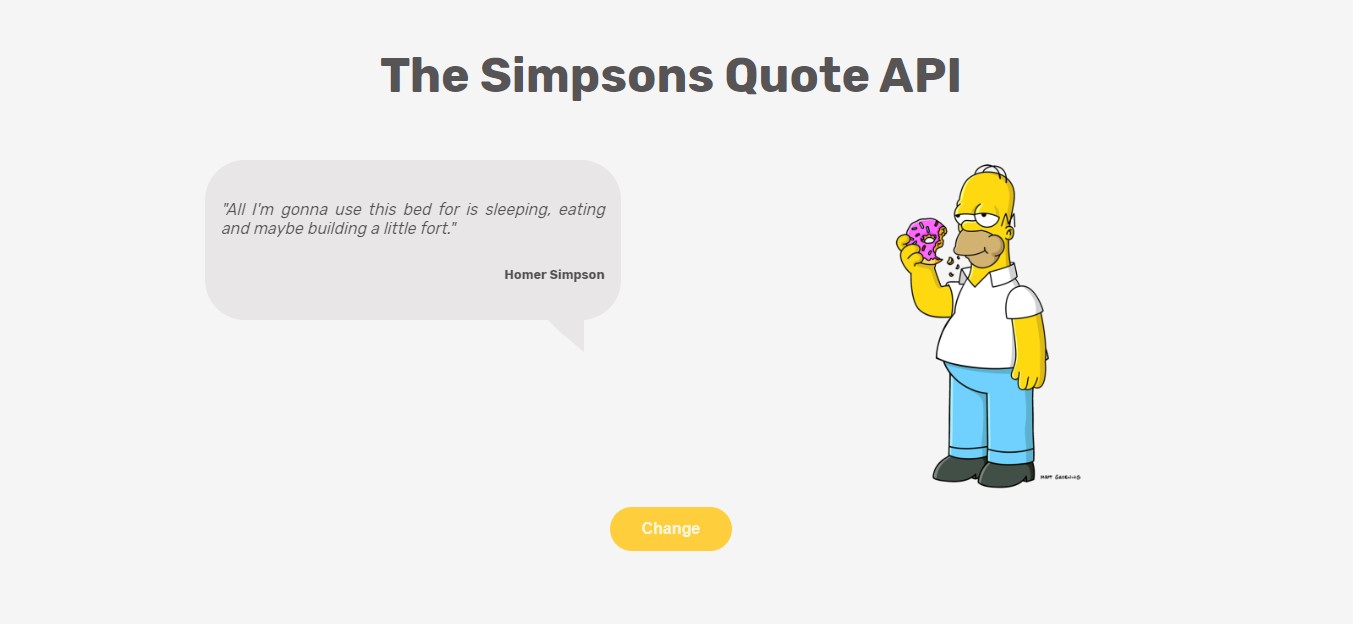 The Simpsons Quote API
"All I'm gonna use this bed for is sleeping, eating
and maybe building a little fort."
Homer Simpson
Change